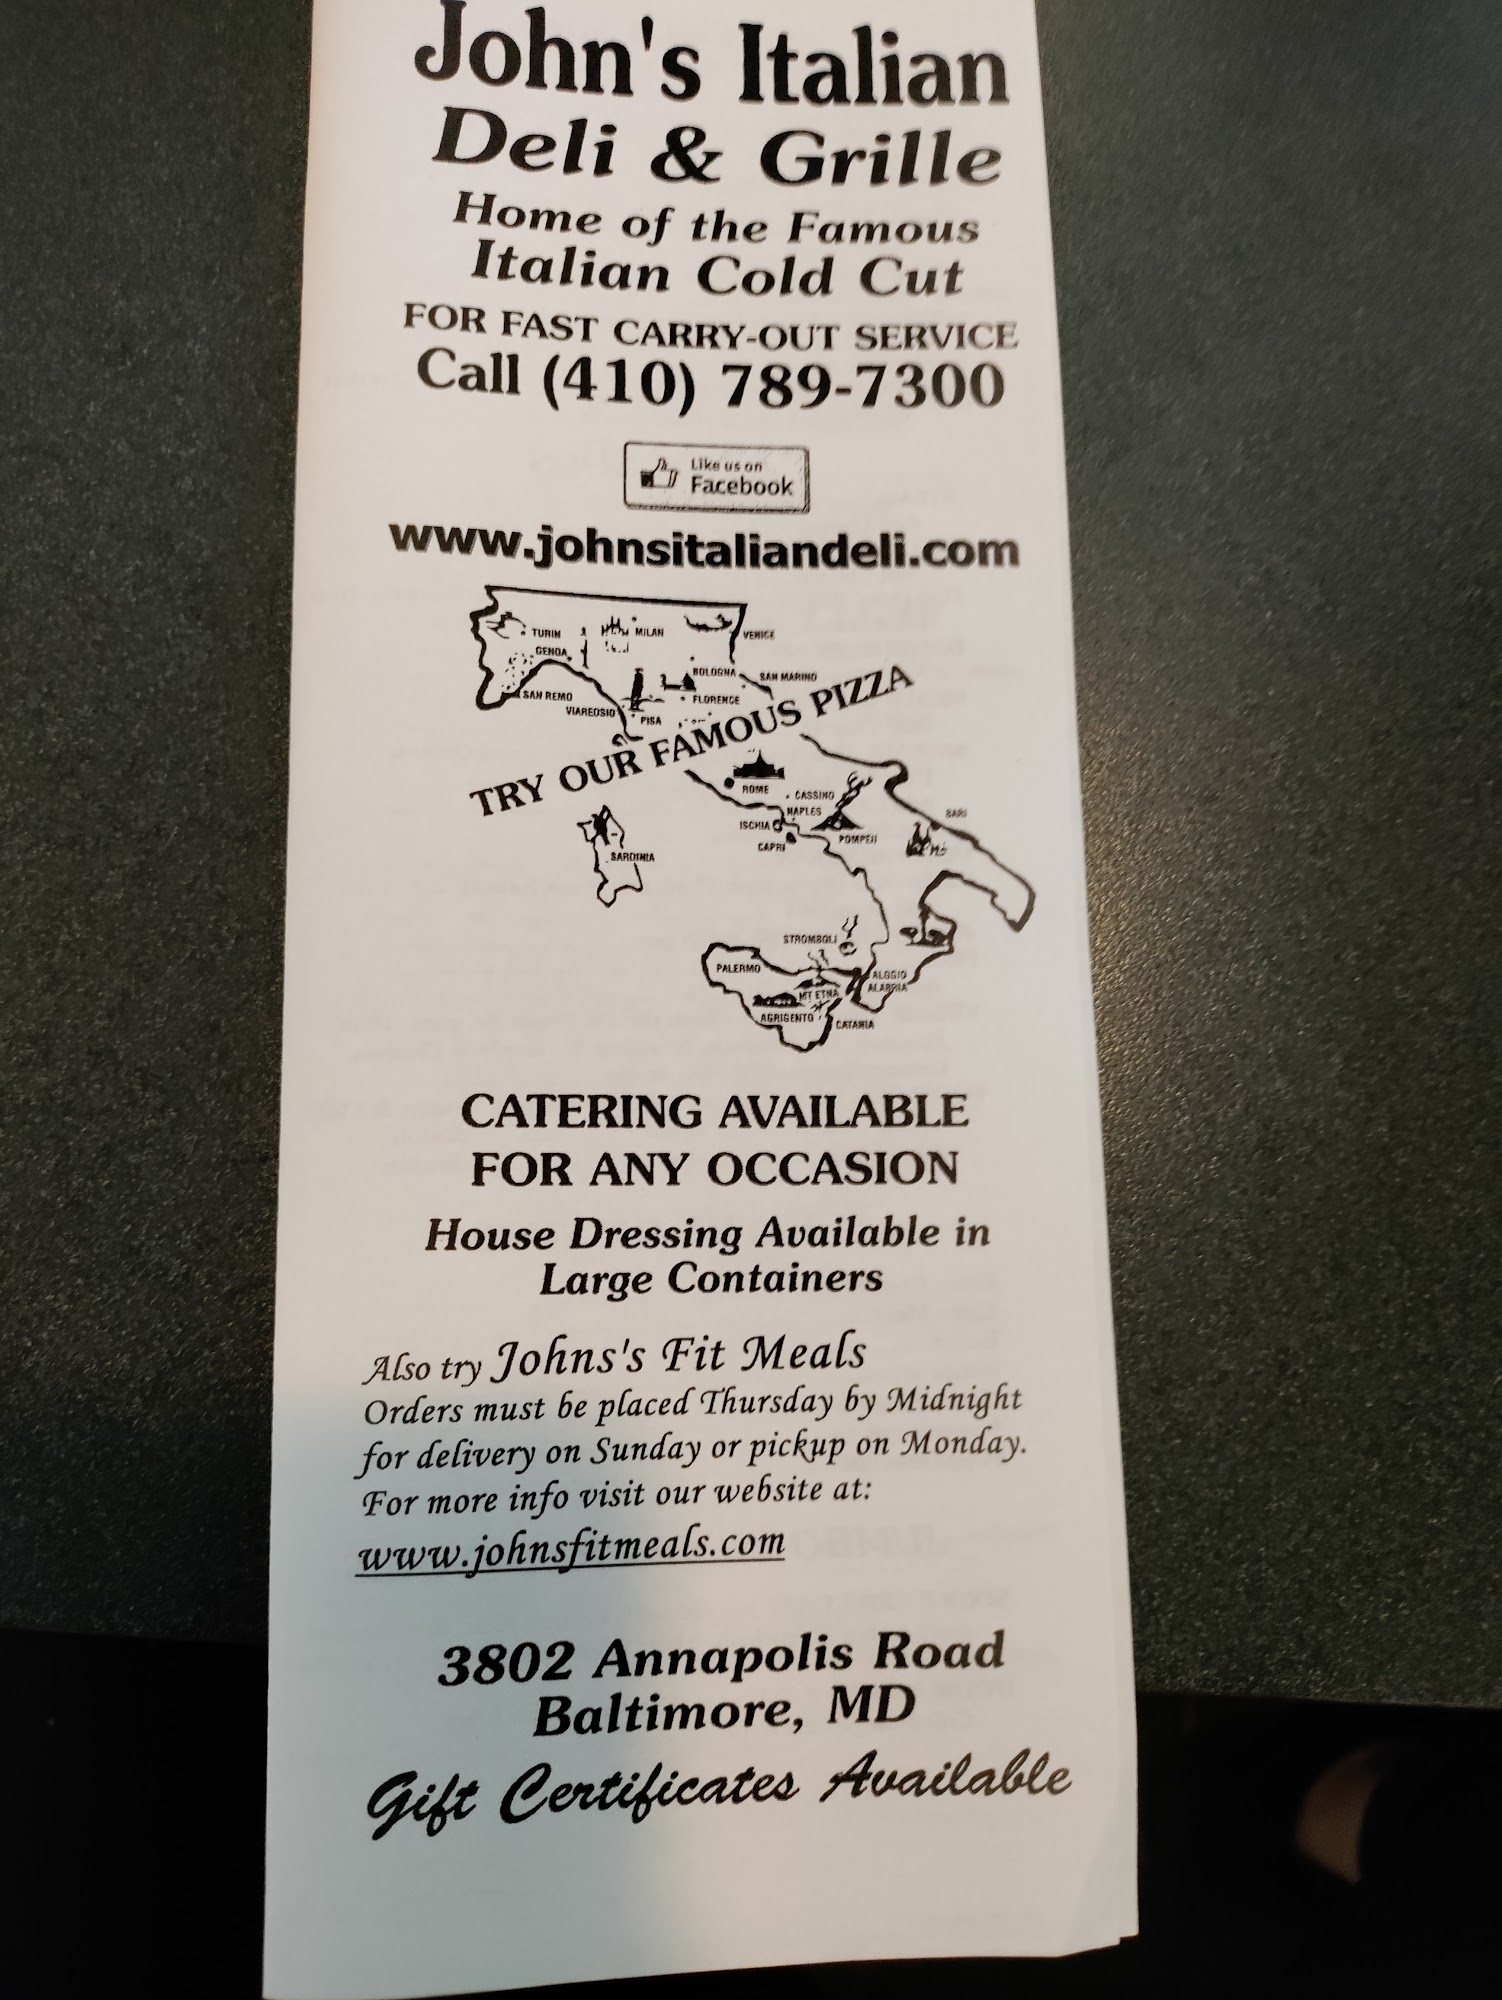 John's Italian
Deli & Grille
Home of the Famous
Italian Cold Cut
FOR FAST CARRY-OUT SERVICE
Call (410) 789-7300
Like us on
Facebook
www.johnsitaliandeli.com
TURIN
MILAN
VENICE
GENOA
BOLOGNA
SAN MARINO
SAN REMO
FLORENCE
VIAREOSIO
PISA
TRY OUR FAMOUS PIZZA
ROME
CASSINO
NAPLES
BARI
ISCHIA
POMPEII
CAPRI
SARDINIA
STROMBOLI
PALERMO
ALOGIO
ALABRIA
MT ETNA
AGRIGENTO
CATANIA
CATERING AVAILABLE
FOR ANY OCCASION
House Dressing Available in
Large Containers
Also try Johns's Fit Meals
Orders must be placed Thursday by Midnight
for delivery on Sunday or pickup on Monday.
For more info visit our website at:
www.johnsfitmeals.com
3802 Annapolis Road
Baltimore, MD
Gift Certificates Available